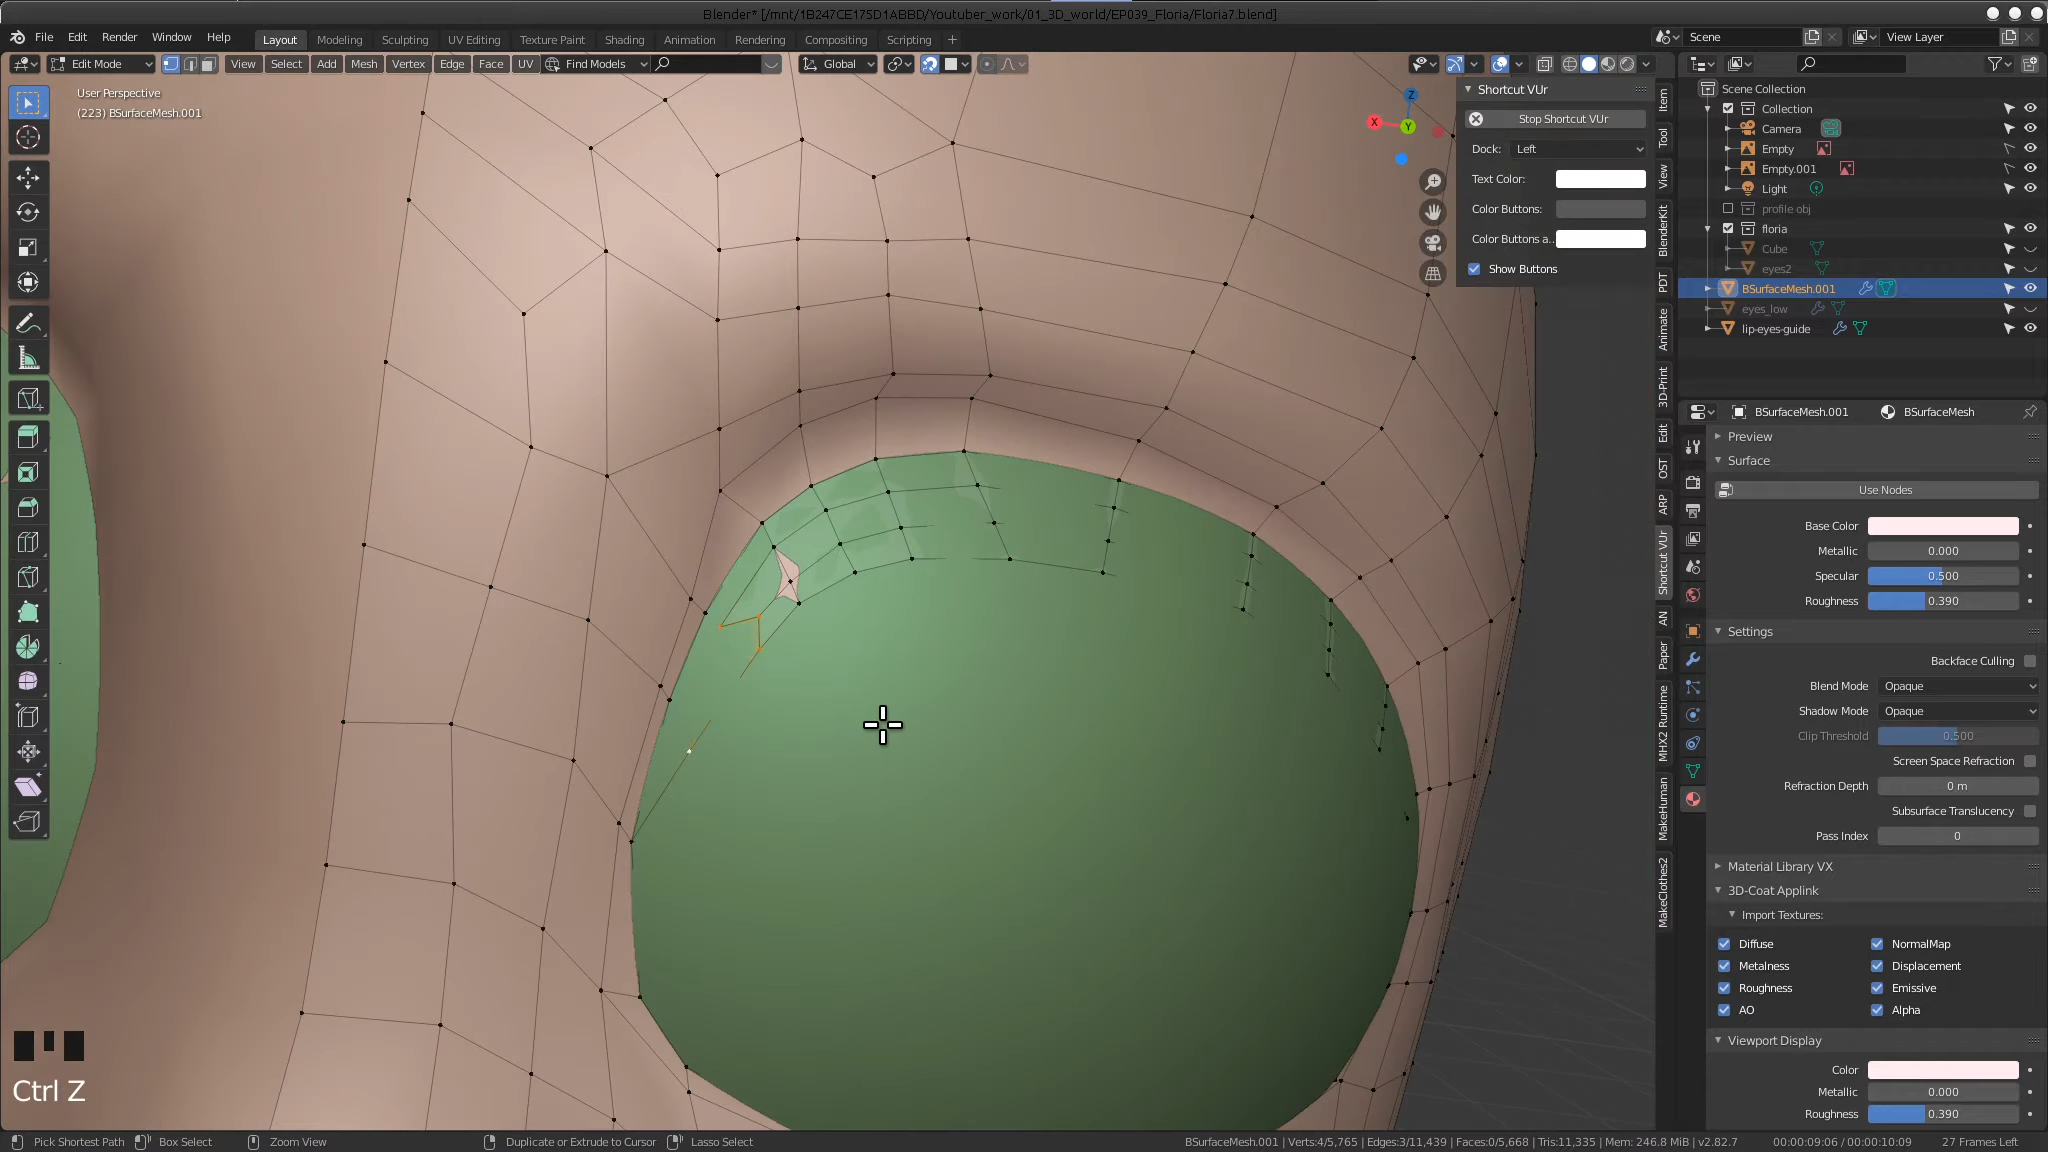 Blender* [/mnt/1B247CE175D1ABBD/Youtuber_work/01_3D_world/EP039_Floria/Floria7.blend]
File Edit Render Window Help Layout Modeling Sculpting UV Editing Texture Paint Shading Animation Rendering Compositing Scripting + Scene View Layer
Edit Mode View Select Add Mesh Vertex Edge Face UV Find Models Global
User Perspective
(223) BSurfaceMesh.001
Z
X
Y
Shortcut VUr
Stop Shortcut VUr
Dock: Left
Text Color:
Color Buttons:
Color Buttons a..
Show Buttons
Item
Tool
View
BlenderKit
PDT
Animate
3D-Print
Edit
OST
ARP
Shortcut VUr
AN
Paper
MHX2 Runtime
MakeHuman
MakeClothes2
Scene Collection
Collection
Camera
Empty
Empty.001
Light
profile obj
floria
Cube
eyes2
BSurfaceMesh.001
eyes_low
lip-eyes-guide
BSurfaceMesh.001 BSurfaceMesh
Preview
Surface
Use Nodes
Base Color
Metallic 0.000
Specular 0.500
Roughness 0.390
Settings
Backface Culling
Blend Mode Opaque
Shadow Mode Opaque
Clip Threshold 0.500
Screen Space Refraction
Refraction Depth 0 m
Subsurface Translucency
Pass Index 0
Material Library VX
3D-Coat Applink
Import Textures:
Diffuse NormalMap
Metalness Displacement
Roughness Emissive
AO Alpha
Viewport Display
Color
Metallic 0.000
Roughness 0.390
Ctrl Z
Pick Shortest Path Box Select Zoom View Duplicate or Extrude to Cursor Lasso Select BSurfaceMesh.001 | Verts:4/5,765 | Edges:3/11,439 | Faces:0/5,668 | Tris:11,335 | Mem: 246.8 MiB | v2.82.7 00:00:09:06 / 00:00:10:09 27 Frames Left